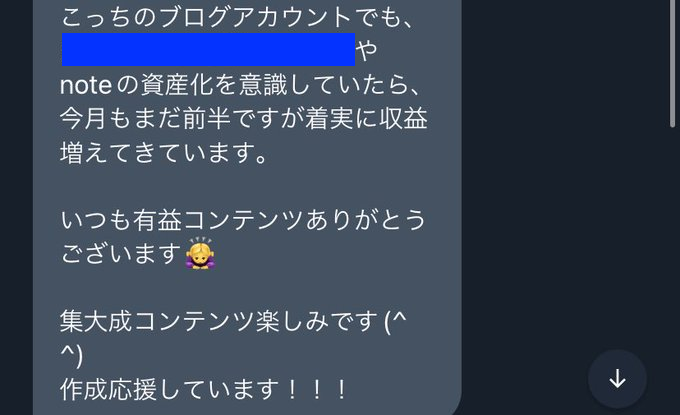 こっちのブログアカウントでも、
や
noteの資産化を意識していたら、
今月もまだ前半ですが着実に収益
増えてきています。
いつも有益コンテンツありがとう
ございます🙇‍♀️
集大成コンテンツ楽しみです(^
^)
作成応援しています！！！